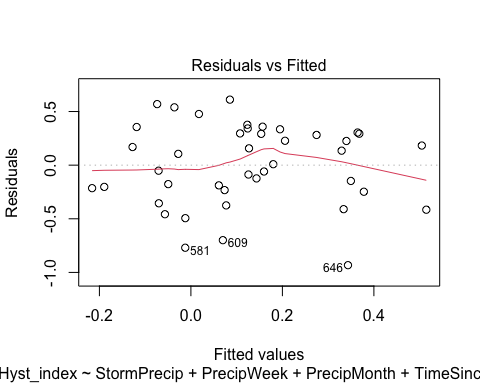 Residuals vs Fitted
Residuals
0.5
0.0
-0.5
-1.0
581
609
646
-0.2 0.0 0.2 0.4
Fitted values
Hyst_index ~ StormPrecip + PrecipWeek + PrecipMonth + TimeSinc